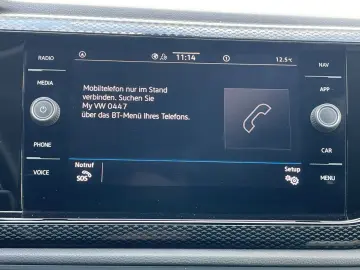 RADIO
MEDIA
PHONE
VOICE
11:14
12.5°C
Mobiltelefon nur im Stand
verbinden. Suchen Sie
My VW 0447
über das BT-Menü Ihres Telefons.
Notruf
SOS
Setup
NAV
APP
CAR
MENU